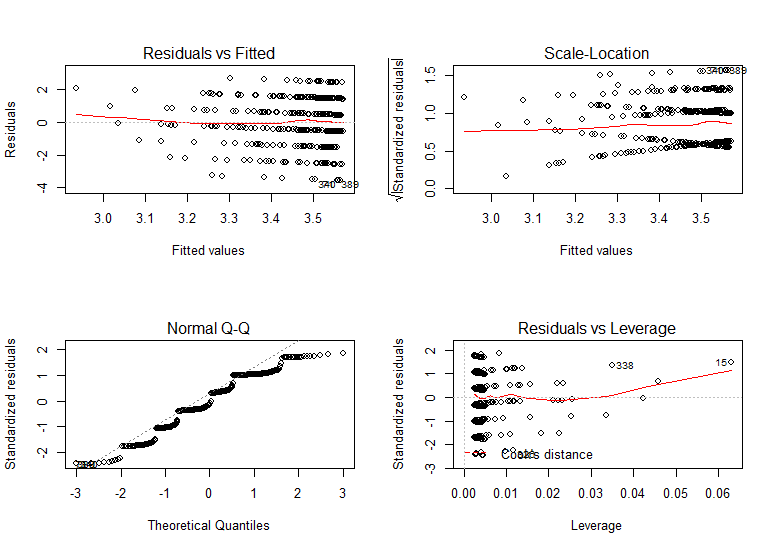 Residuals vs Fitted
Residuals
2
0
-2
-4
389
3.0 3.1 3.2 3.3 3.4 3.5
Fitted values
Scale-Location
√|Standardized residuals|
1.5
1.0
0.5
0.0
389
3.0 3.1 3.2 3.3 3.4 3.5
Fitted values
Normal Q-Q
Standardized residuals
2
1
0
-1
-2
-3 -2 -1 0 1 2 3
Theoretical Quantiles
Residuals vs Leverage
Standardized residuals
2
1
0
-1
-2
-3
338
15
Cook's distance
0.00 0.01 0.02 0.03 0.04 0.05 0.06
Leverage